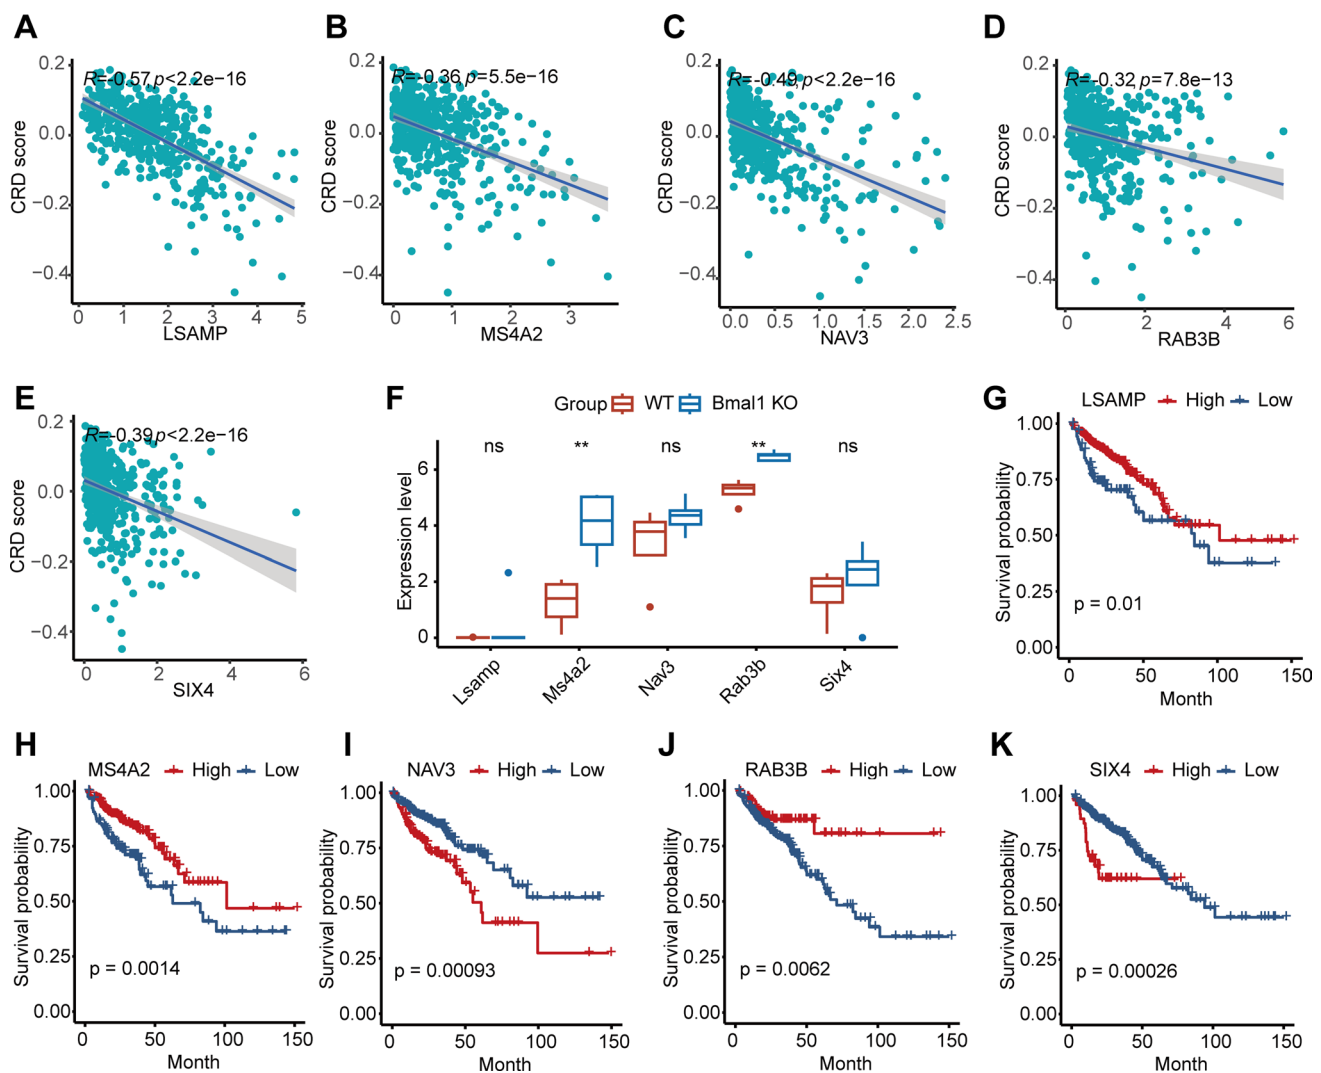 A
B
C
D
CRD score
0.2
0.0
−0.2
−0.4
R=-0.57,p<2.2e−16
0 1 2 3 4 5
LSAMP
CRD score
0.2
0.0
−0.2
−0.4
R=-0.36,p=5.5e−16
0 1 2 3
MS4A2
CRD score
0.2
0.0
−0.2
−0.4
R=-0.49,p<2.2e−16
0.0 0.5 1.0 1.5 2.0 2.5
NAV3
CRD score
0.2
0.0
−0.2
−0.4
R=-0.32,p=7.8e−13
0 2 4 6
RAB3B
E
F
G
CRD score
0.2
0.0
−0.2
−0.4
R=-0.39,p<2.2e−16
0 2 4 6
SIX4
Group WT Bmal1 KO
Expression level
6
4
2
0
ns ** ns ** ns
Lsamp Ms4a2 Nav3 Rab3b Six4
LSAMP High Low
Survival probability
1.00
0.75
0.50
0.25
0.00
p = 0.01
0 50 100 150
Month
H
I
J
K
MS4A2 High Low
Survival probability
1.00
0.75
0.50
0.25
0.00
p = 0.0014
0 50 100 150
Month
NAV3 High Low
Survival probability
1.00
0.75
0.50
0.25
0.00
p = 0.00093
0 50 100 150
Month
RAB3B High Low
Survival probability
1.00
0.75
0.50
0.25
0.00
p = 0.0062
0 50 100 150
Month
SIX4 High Low
Survival probability
1.00
0.75
0.50
0.25
0.00
p = 0.00026
0 50 100 150
Month